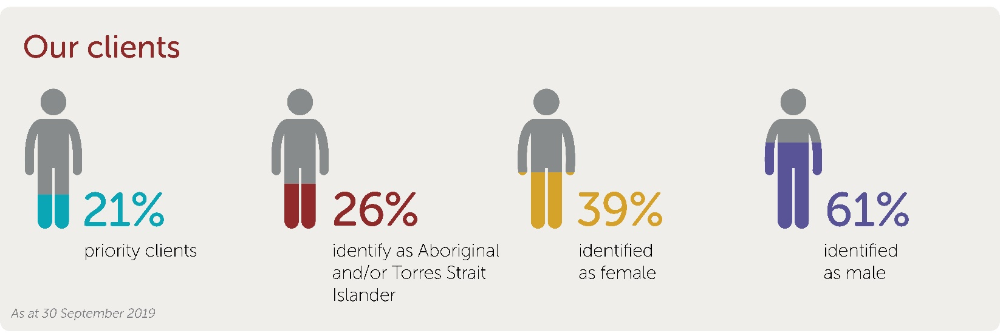 Our clients
21%
priority clients
26%
identify as Aboriginal
and/or Torres Strait
Islander
39%
identified
as female
61%
identified
as male
As at 30 September 2019